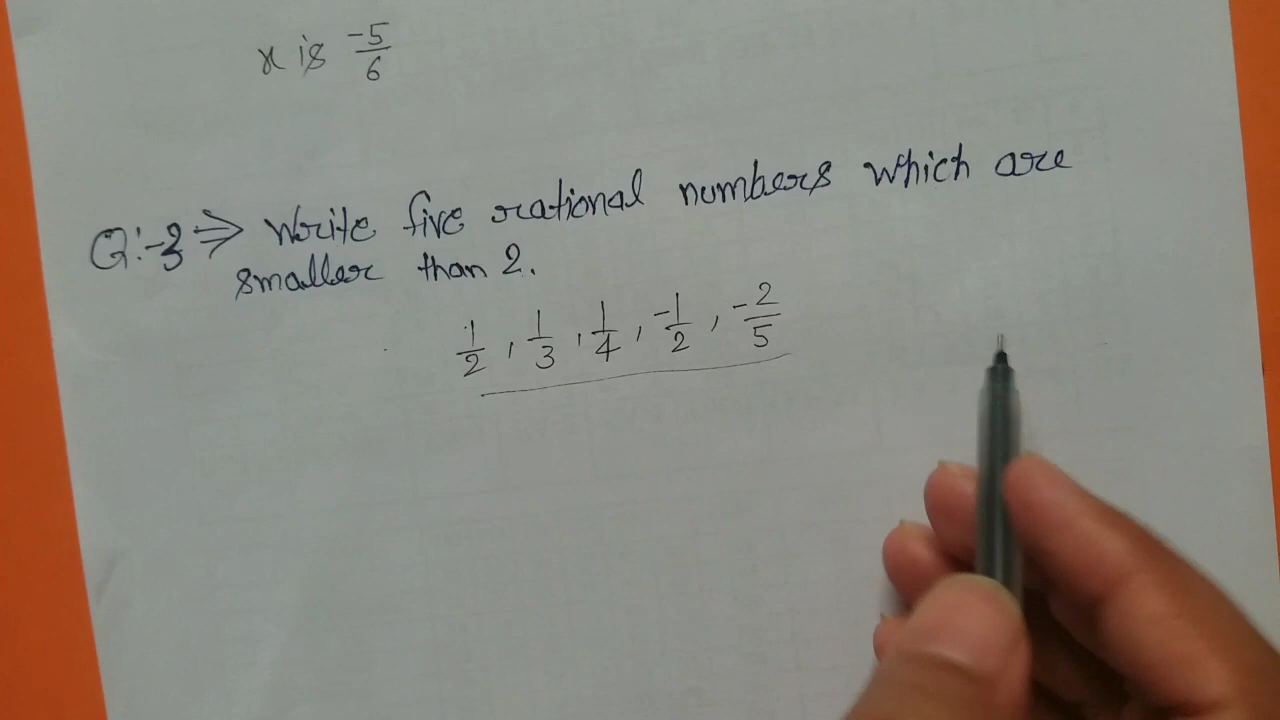 x is -5/6
Q:-3 ⇒ Write five rational numbers which are
smaller than 2.
1/2, 1/3, 1/4, -1/2, -2/5